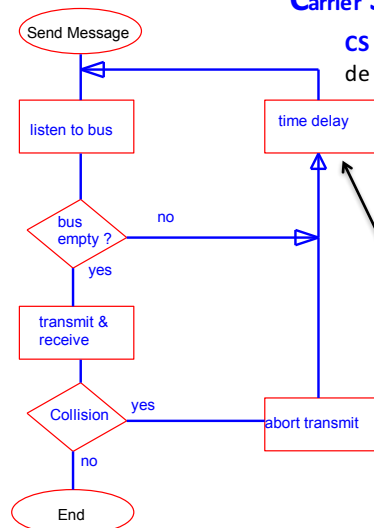 Carrier
CS
de
Send Message
listen to bus
time delay
bus
empty ?
no
yes
transmit &
receive
Collision
yes
abort transmit
no
End